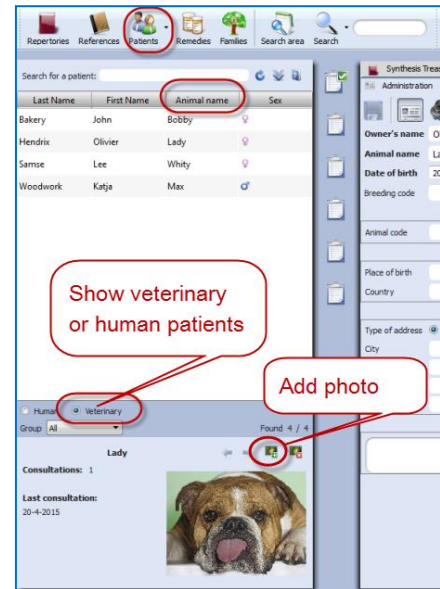 Repertories References Patients Remedies Families Search area Search
Search for a patient:
Last Name First Name Animal name Sex
Bakery John Bobby
Hendrix Olivier Lady
Samse Lee Whity
Woodwork Katja Max
Show veterinary
or human patients
Human Veterinary
Group All Found 4 / 4
Lady
Consultations: 1
Last consultation:
20-4-2015
Add photo
Synthesis Treas
Administration
Owner's name O
Animal name La
Date of birth 20
Breeding code
Animal code
Place of birth
Country
Type of address
City